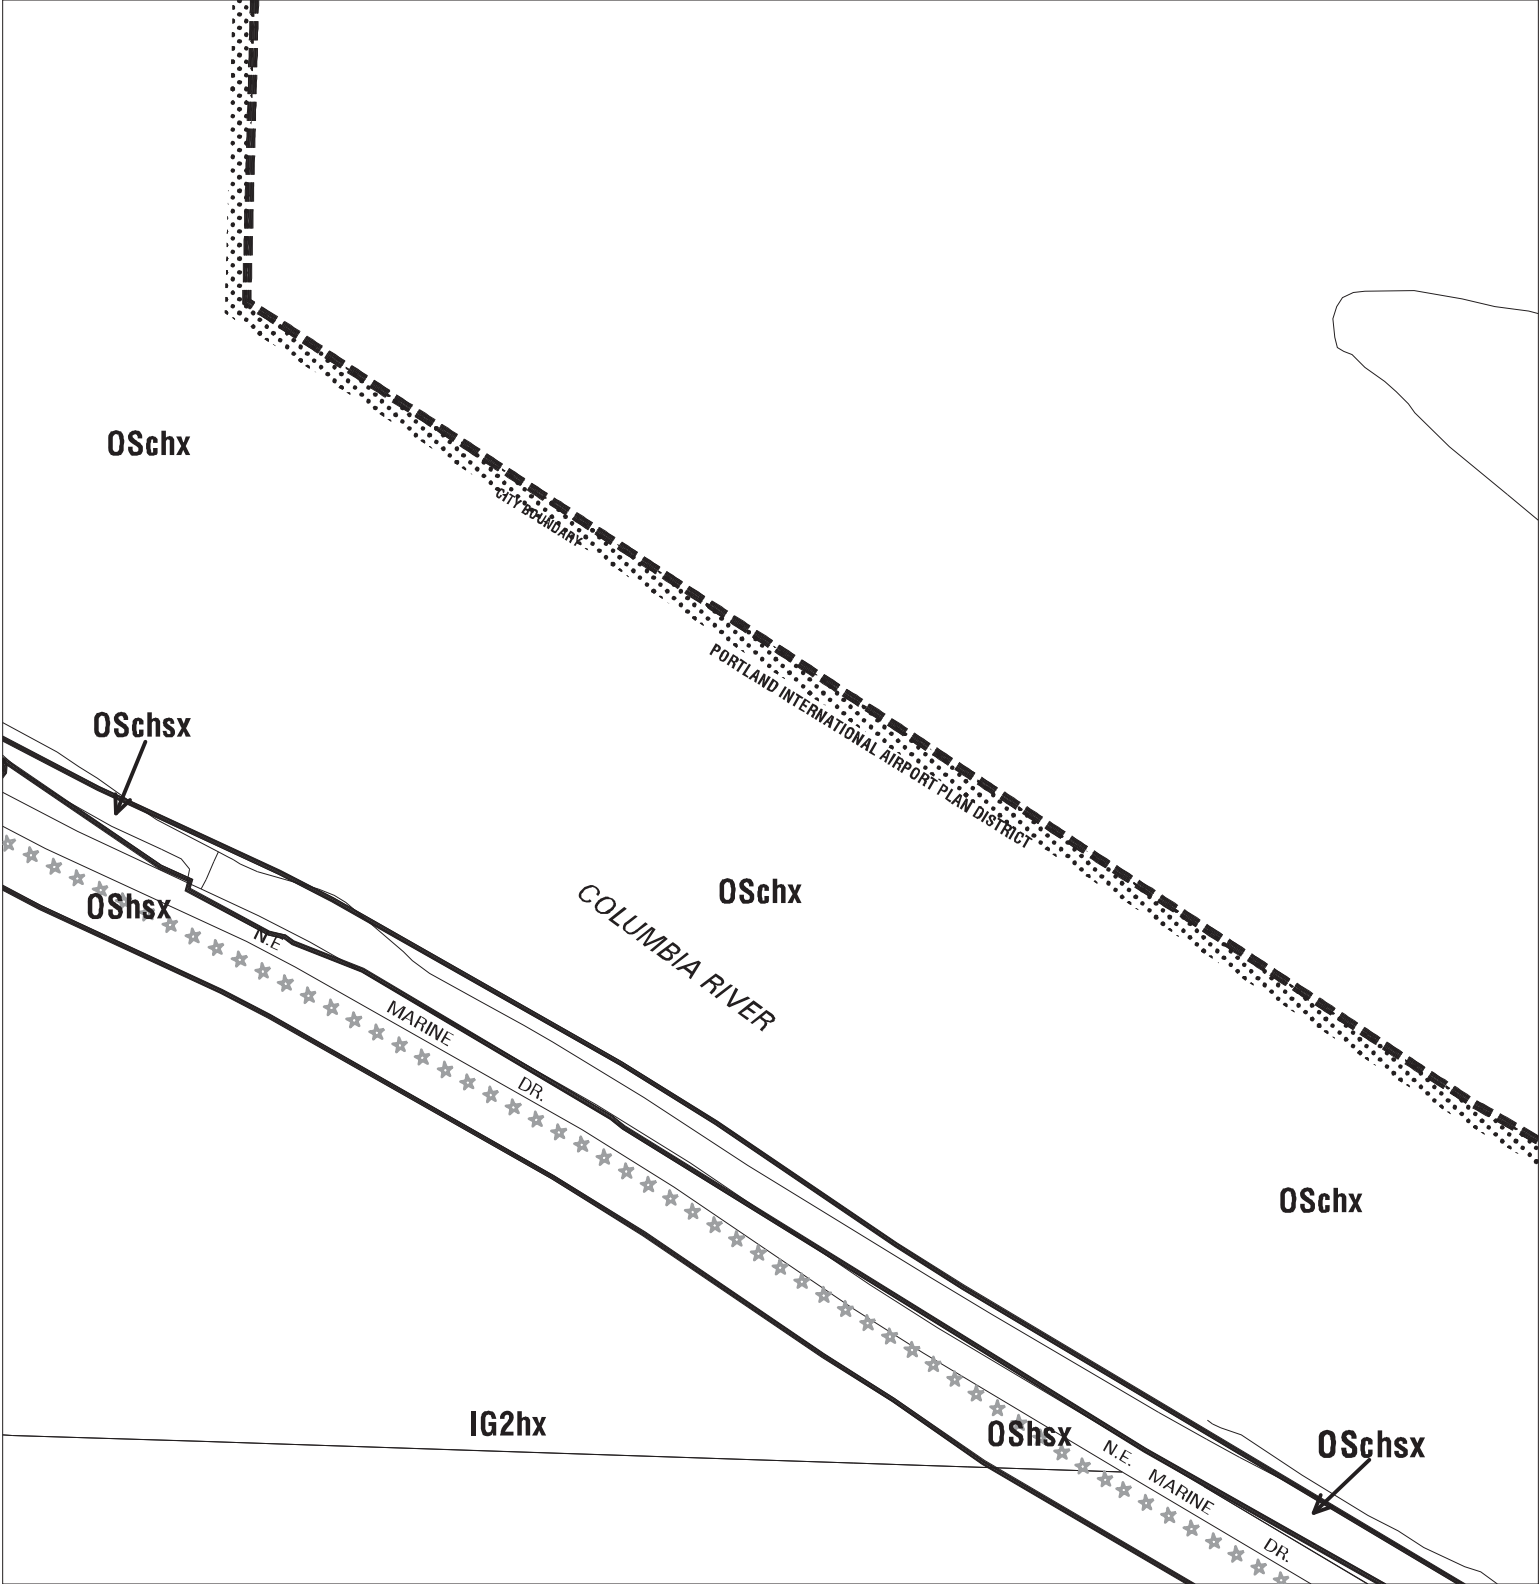 OSchx
CITY BOUNDARY
PORTLAND INTERNATIONAL AIRPORT PLAN DISTRICT
OSchsx
OSchx
COLUMBIA RIVER
OShsx
N.E
MARINE
DR.
OSchx
IG2hx
OShsx
N.E.
MARINE
DR.
OSchsx